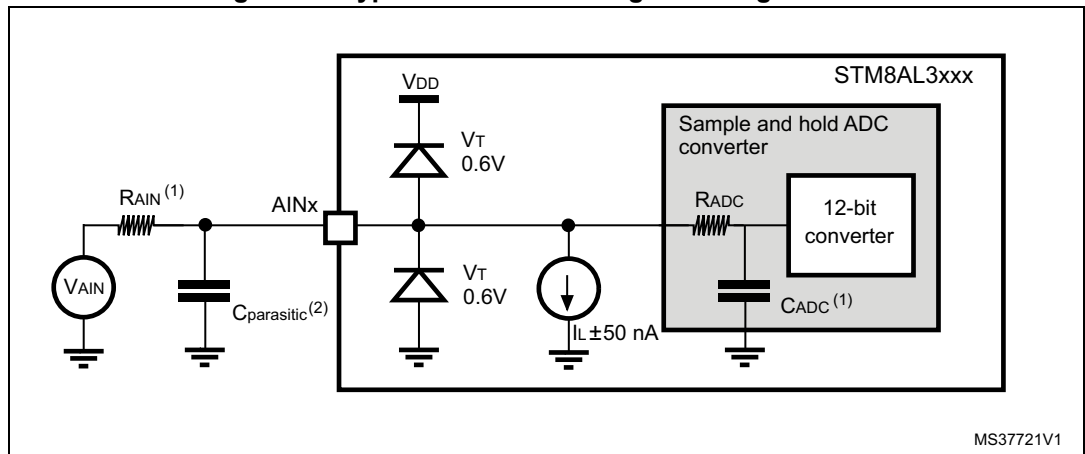 STM8AL3xxx
VDD
Sample and hold ADC
converter
VT
0.6V
RAIN (1)
AINx
RADC
12-bit
converter
VAIN
Cparasitic(2)
VT
0.6V
IL±50 nA
CADC (1)
MS37721V1